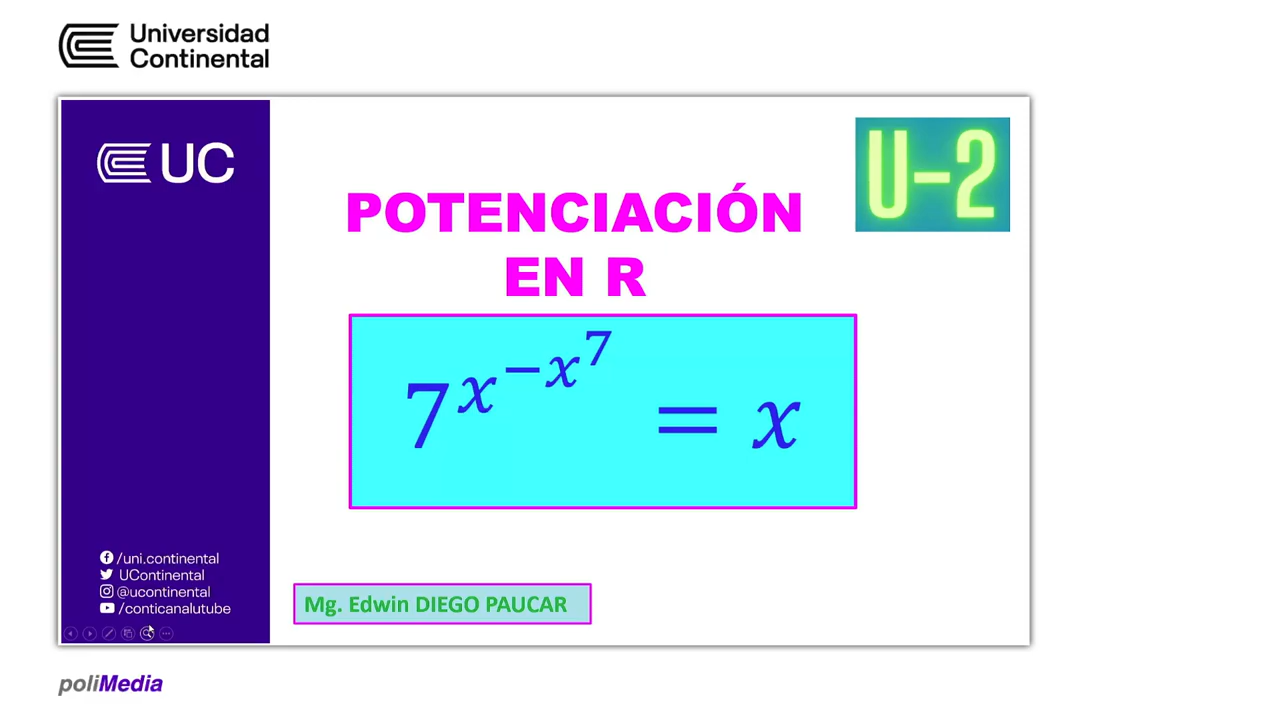 Universidad
Continental
UC
U-2
POTENCIACIÓN
EN R
7^{x^{-x^{7}}} = x
/uni.continental
UContinental
@ucontinental
/conticanalutube
Mg. Edwin DIEGO PAUCAR
poliMedia